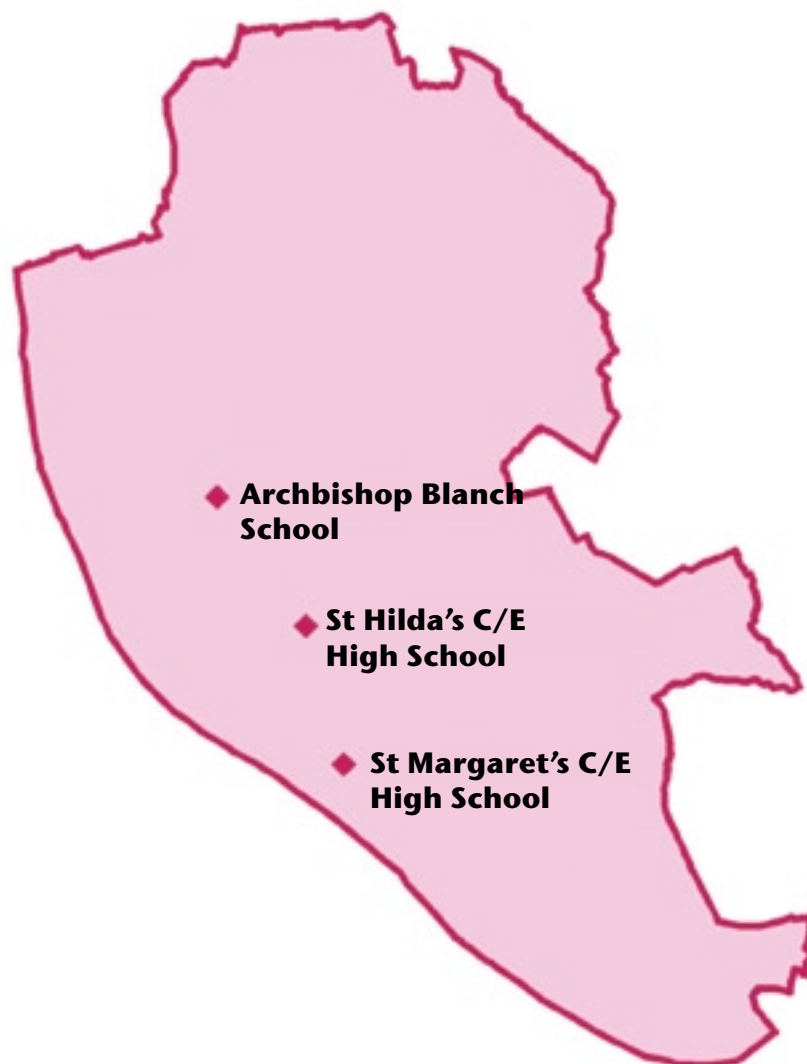 Archbishop Blanch
School
St Hilda’s C/E
High School
St Margaret’s C/E
High School